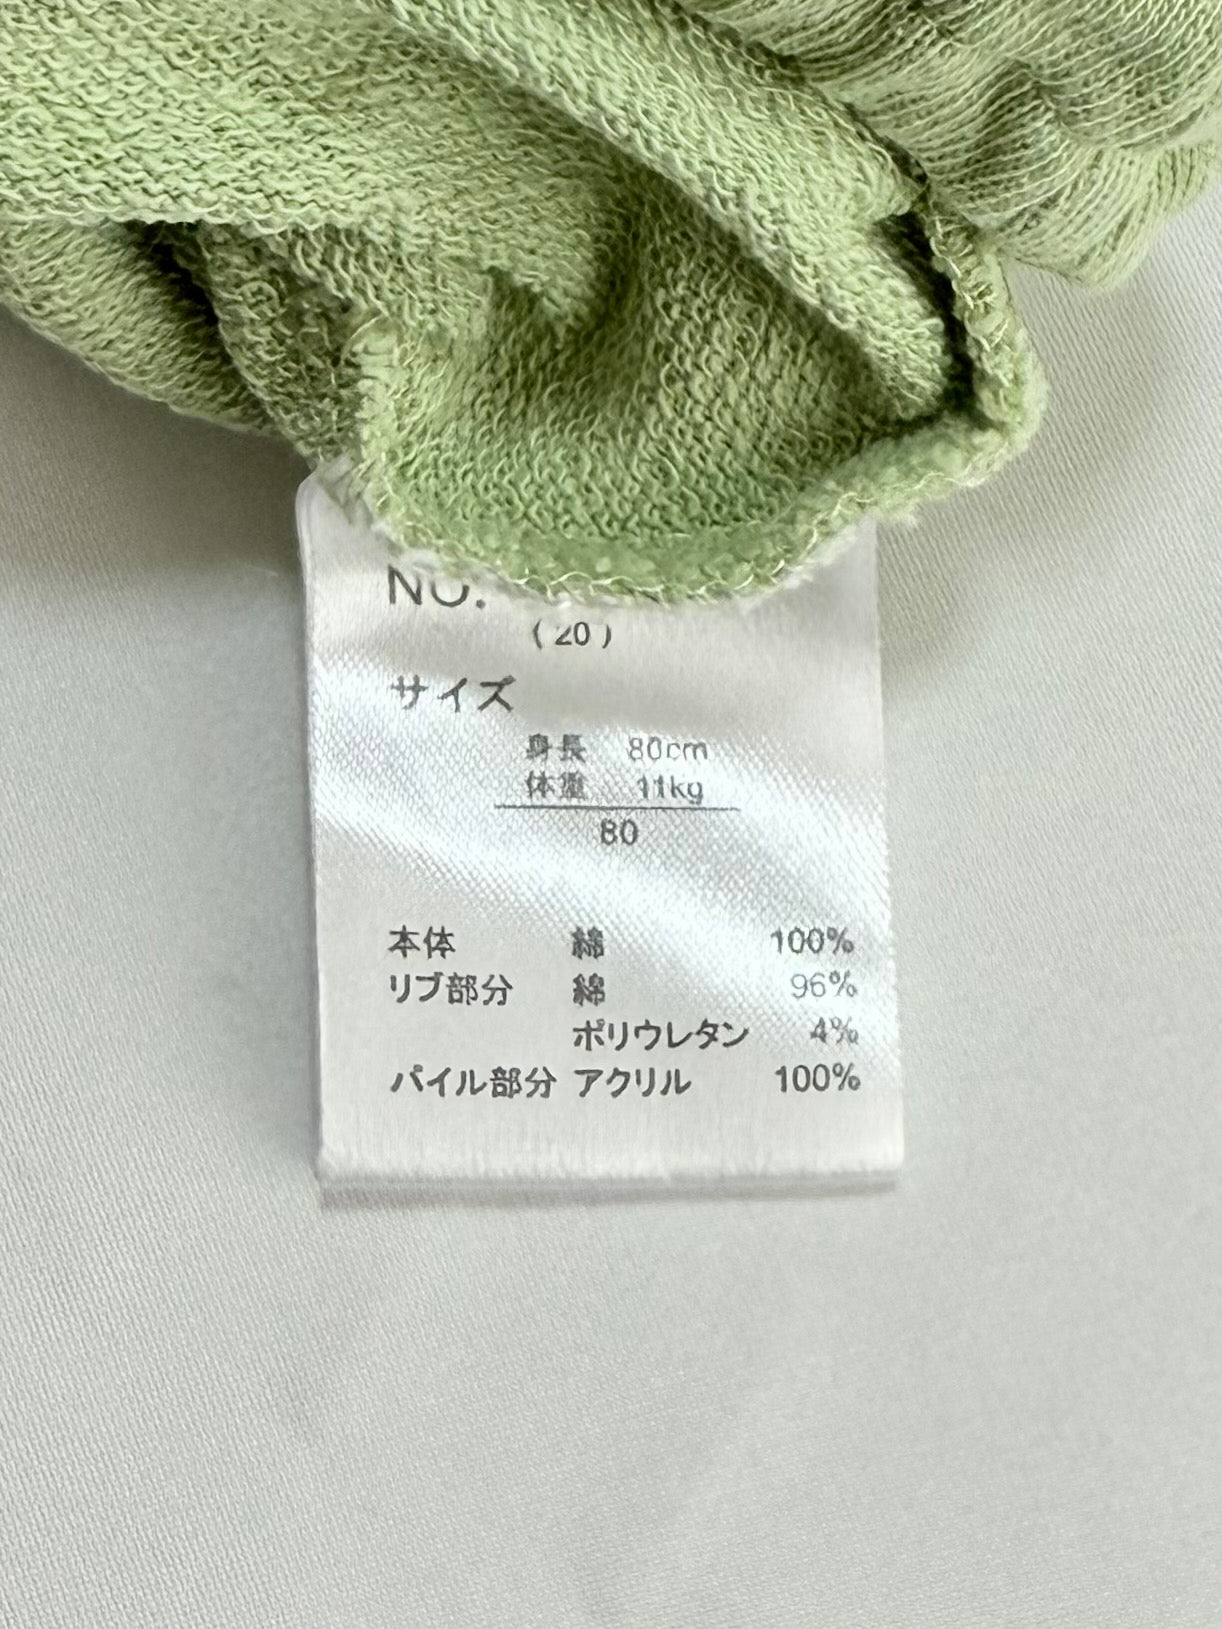 NO.
( 20 )
サイズ
身長 80cm
体重 11kg
80
本体 綿 100%
リブ部分 綿 96%
ポリウレタン 4%
パイル部分 アクリル 100%